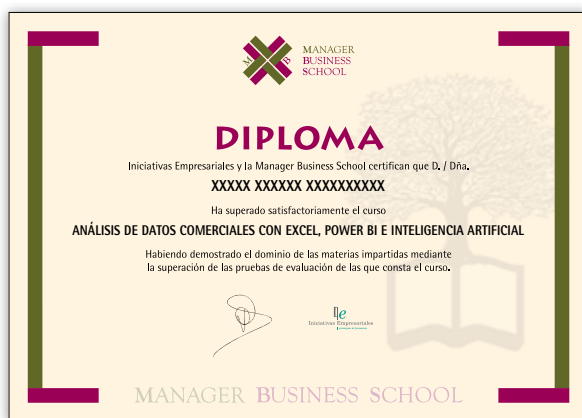 M B
MANAGER
BUSINESS
SCHOOL
DIPLOMA
Iniciativas Empresariales y la Manager Business School certifican que D. / Dña.
XXXXX XXXXXX XXXXXXXXXX
Ha superado satisfactoriamente el curso
ANÁLISIS DE DATOS COMERCIALES CON EXCEL, POWER BI E INTELIGENCIA ARTIFICIAL
Habiendo demostrado el dominio de las materias impartidas mediante
la superación de las pruebas de evaluación de las que consta el curso.
Ie
Iniciativas Empresariales
MANAGER BUSINESS SCHOOL